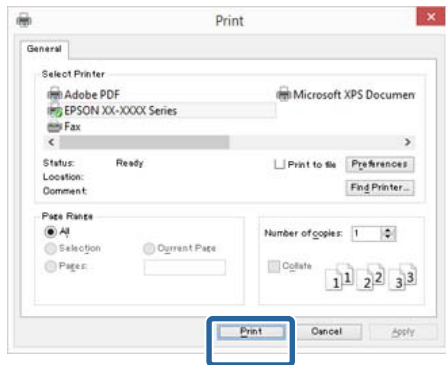 Print
General
Select Printer
Adobe PDF
Microsoft XPS Documen
EPSON XX-XXXX Series
Fax
Status: Ready
Print to file Preferences
Location:
Comment:
Find Printer...
Page Range
All
Selection Current Page
Pages:
Number of copies: 1
Collate
1 1 2 2 3 3
Print Cancel Apply